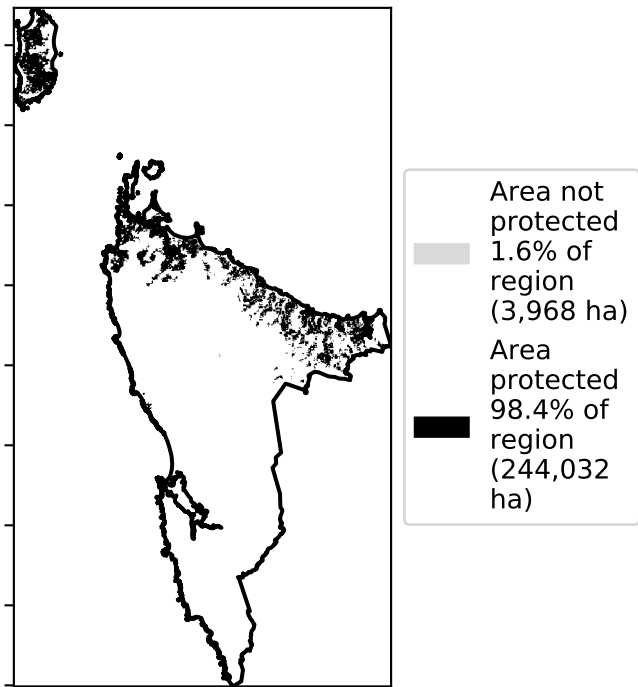 Area not
protected
1.6% of
region
(3,968 ha)
Area
protected
98.4% of
region
(244,032
ha)